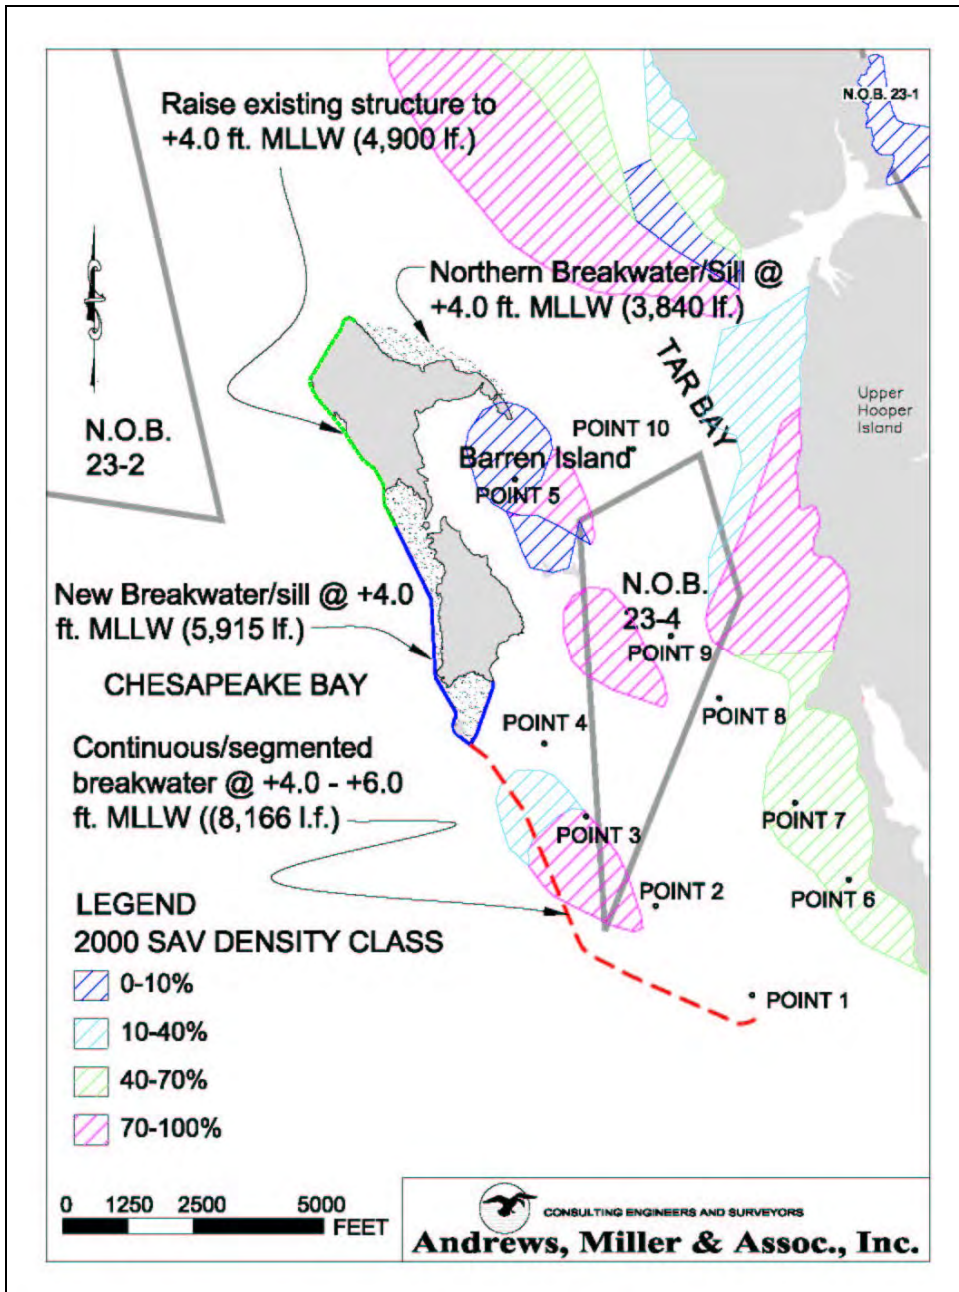 Raise existing structure to
+4.0 ft. MLLW (4,900 lf.)
N.O.B. 23-1
Northern Breakwater/Sill @
+4.0 ft. MLLW (3,840 lf.)
TAR BAY
Upper
Hooper
Island
N.O.B.
23-2
POINT 10
Barren Island
POINT 5
New Breakwater/sill @ +4.0
ft. MLLW (5,915 lf.)
N.O.B.
23-4
POINT 9
CHESAPEAKE BAY
POINT 8
POINT 4
Continuous/segmented
breakwater @ +4.0 - +6.0
ft. MLLW ((8,166 l.f.)
POINT 3
POINT 7
POINT 2
POINT 6
POINT 1
LEGEND
2000 SAV DENSITY CLASS
0-10%
10-40%
40-70%
70-100%
0 1250 2500 5000
FEET
CONSULTING ENGINEERS AND SURVEYORS
Andrews, Miller & Assoc., Inc.